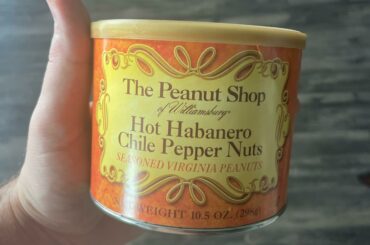 The Peanut Shop
of Williamsburg
Hot Habanero
Chile Pepper Nuts
SEASONED VIRGINIA PEANUTS
NET WEIGHT 10.5 OZ. (298g)